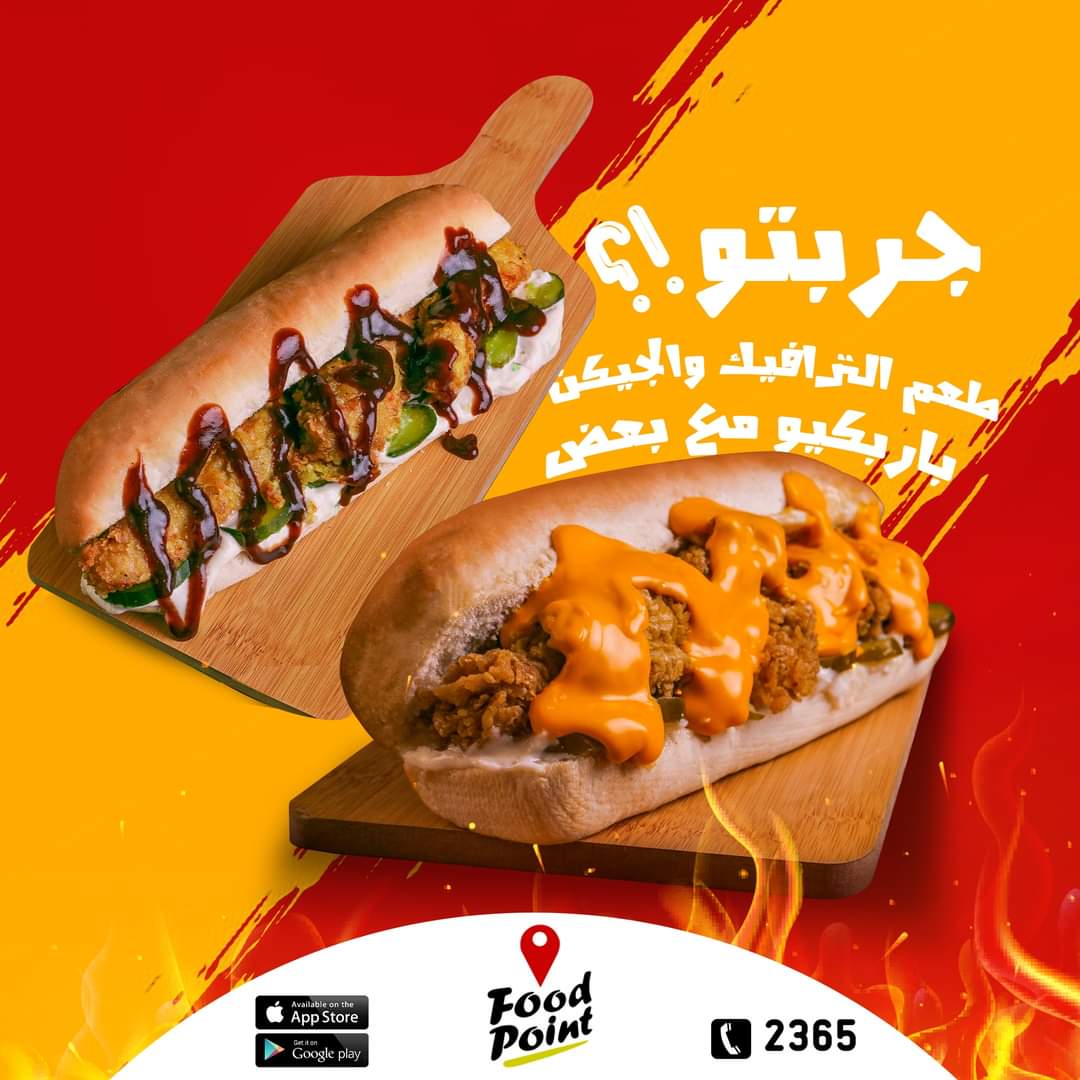 جربتو.!؟
طعم الترافيك والجيكن
باربكيو مع بعض
Available on the
App Store
Get it on
Google play
Food
Point
2365